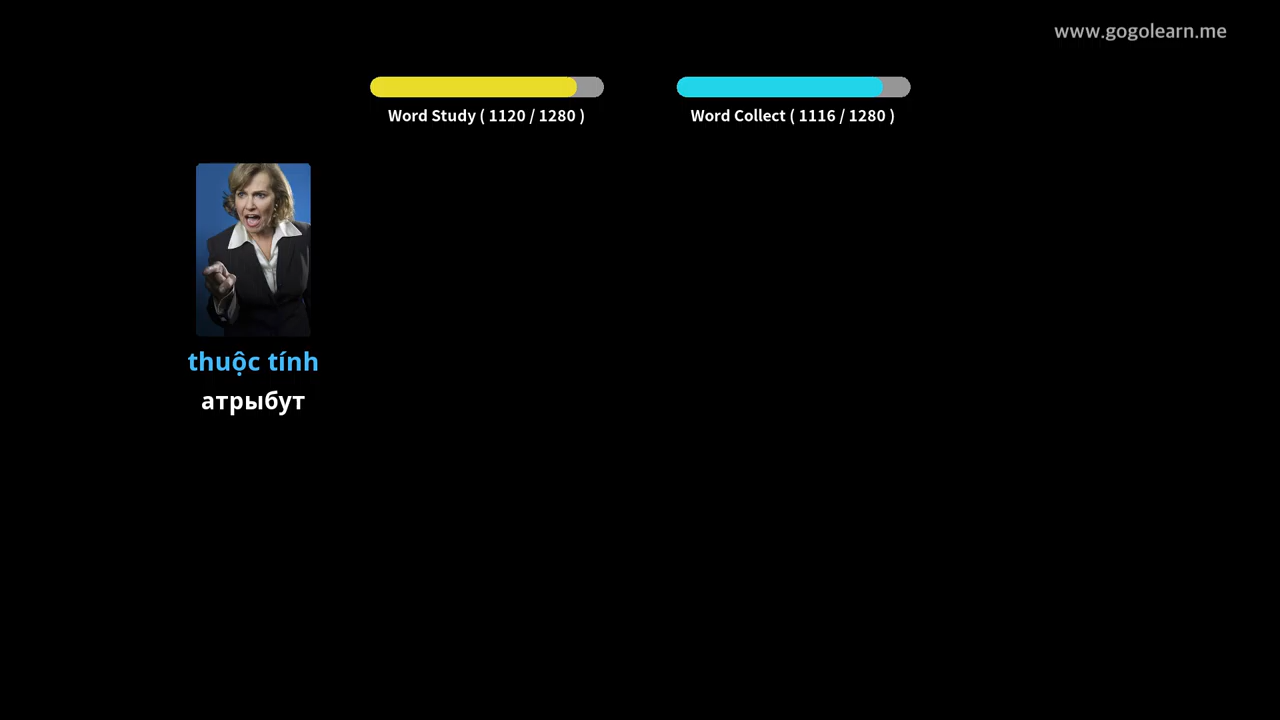 www.gogolearn.me
Word Study ( 1120 / 1280 )
Word Collect ( 1116 / 1280 )
thuộc tính
атрыбут